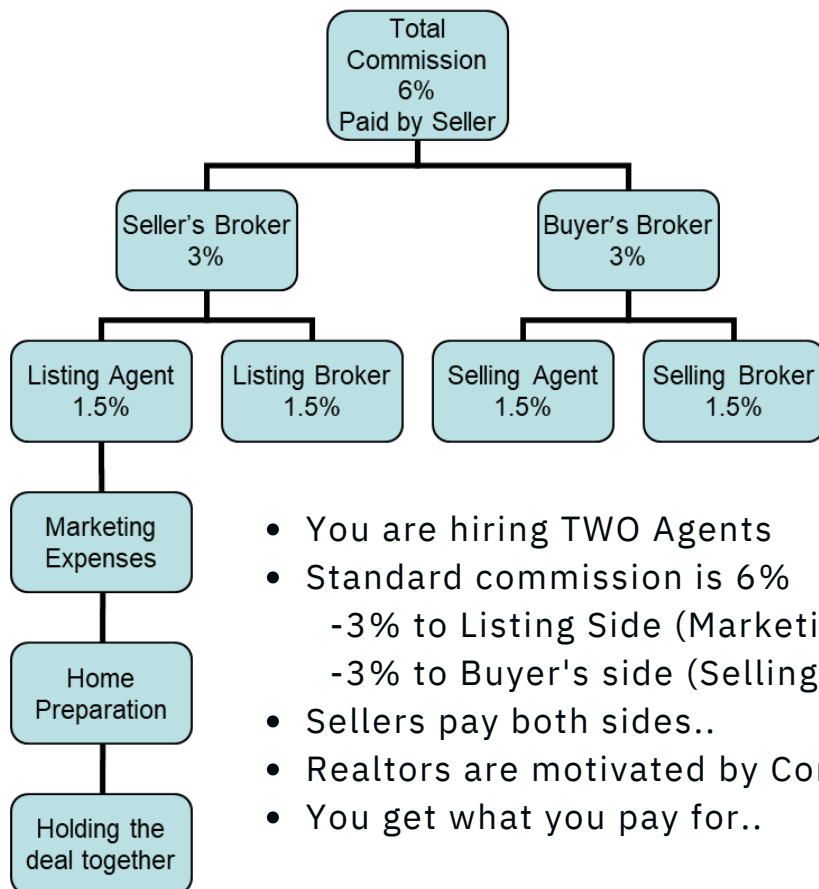 Total
Commission
6%
Paid by Seller
Seller's Broker
3%
Buyer's Broker
3%
Listing Agent
1.5%
Listing Broker
1.5%
Selling Agent
1.5%
Selling Broker
1.5%
Marketing
Expenses
Home
Preparation
Holding the
deal together
• You are hiring TWO Agents
• Standard commission is 6%
-3% to Listing Side
-3% to Buyer's side (Selling
• Sellers pay both sides..
• Realtors are motivated by
• You get what you pay for..